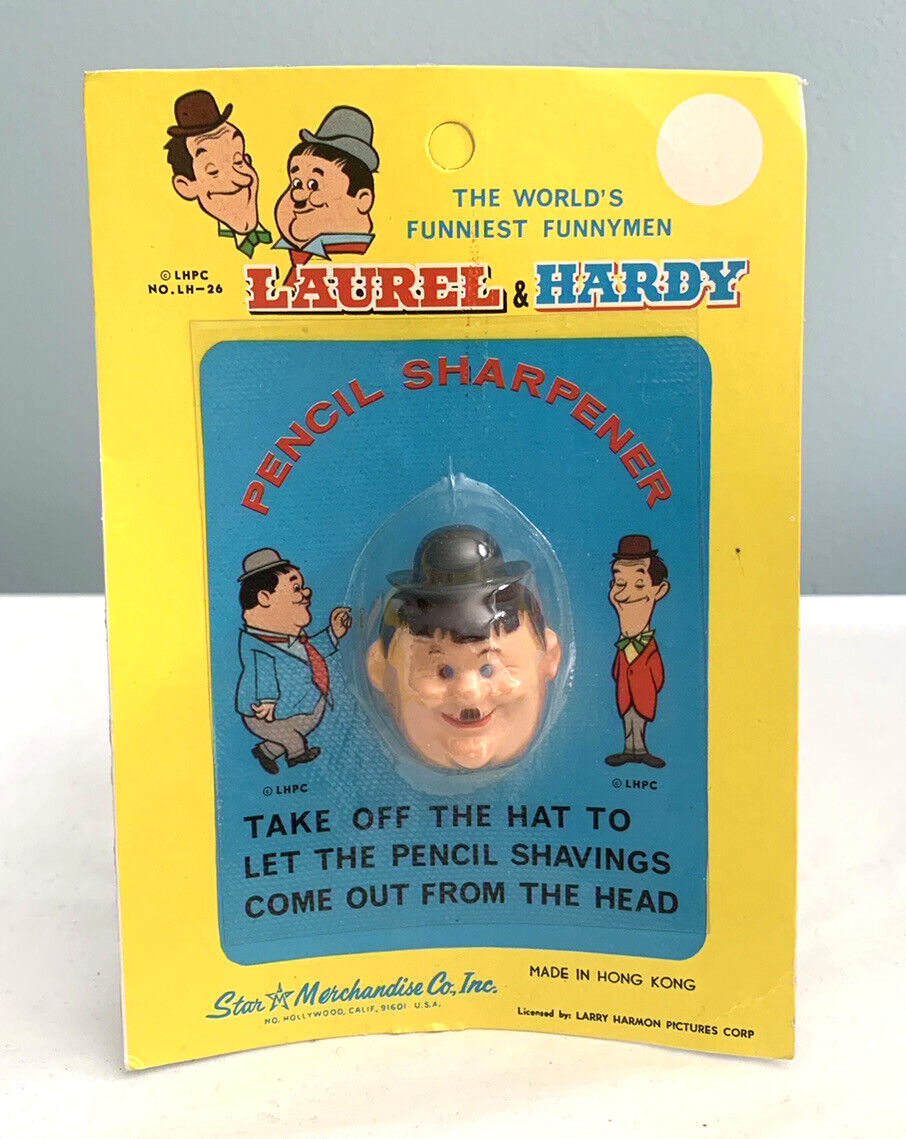 THE WORLD'S
FUNNIEST FUNNYMEN
© LHPC
NO. LH-26
LAUREL & HARDY
PENCIL SHARPENER
© LHPC
© LHPC
TAKE OFF THE HAT TO
LET THE PENCIL SHAVINGS
COME OUT FROM THE HEAD
Star M Merchandise Co., Inc.
NO. HOLLYWOOD, CALIF. 91601 U.S.A.
MADE IN HONG KONG
Licensed by: LARRY HARMON PICTURES CORP